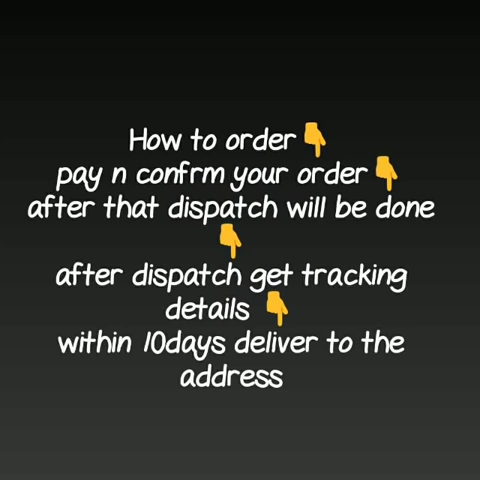 How to order👇
pay n confrm your order👇
after that dispatch will be done
👇
after dispatch get tracking
details 👇
within 10days deliver to the
address